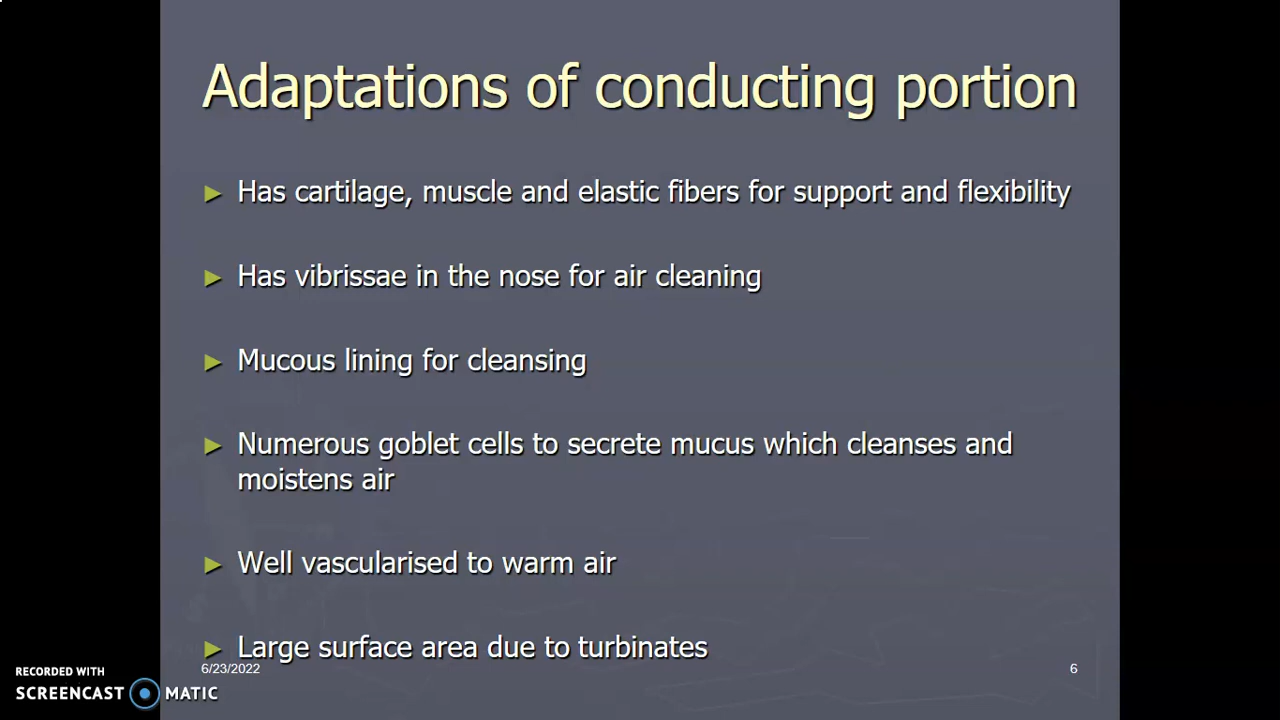 Adaptations of conducting portion
► Has cartilage, muscle and elastic fibers for support and flexibility
► Has vibrissae in the nose for air cleaning
► Mucous lining for cleansing
► Numerous goblet cells to secrete mucus which cleanses and
moistens air
► Well vascularised to warm air
► Large surface area due to turbinates
6/23/2022
6
RECORDED WITH
SCREENCAST MATIC